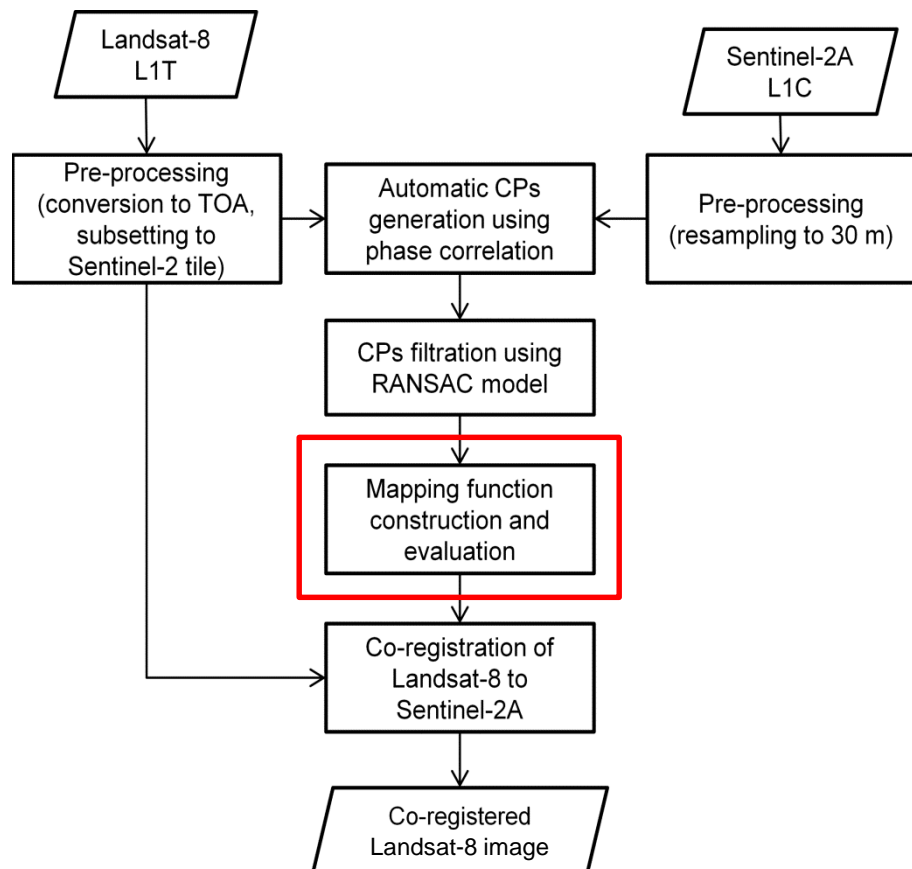 Landsat-8
L1T
Sentinel-2A
L1C
Pre-processing
(conversion to TOA,
subsetting to
Sentinel-2 tile)
Automatic CPs
generation using
phase correlation
Pre-processing
(resampling to 30 m)
CPs filtration using
RANSAC model
Mapping function
construction and
evaluation
Co-registration of
Landsat-8 to
Sentinel-2A
Co-registered
Landsat-8 image